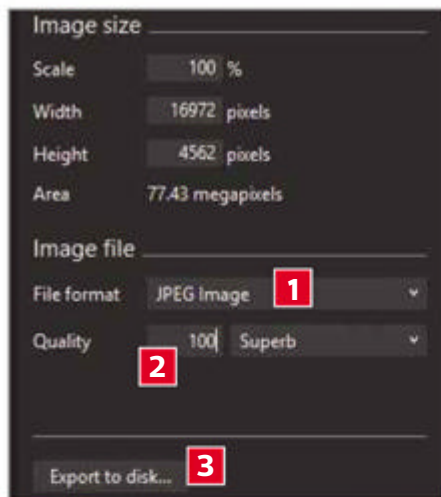 Image size
Scale 100 %
Width 16972 pixels
Height 4562 pixels
Area 77.43 megapixels
Image file
File format JPEG Image 1
Quality 100 Superb
2
Export to disk... 3